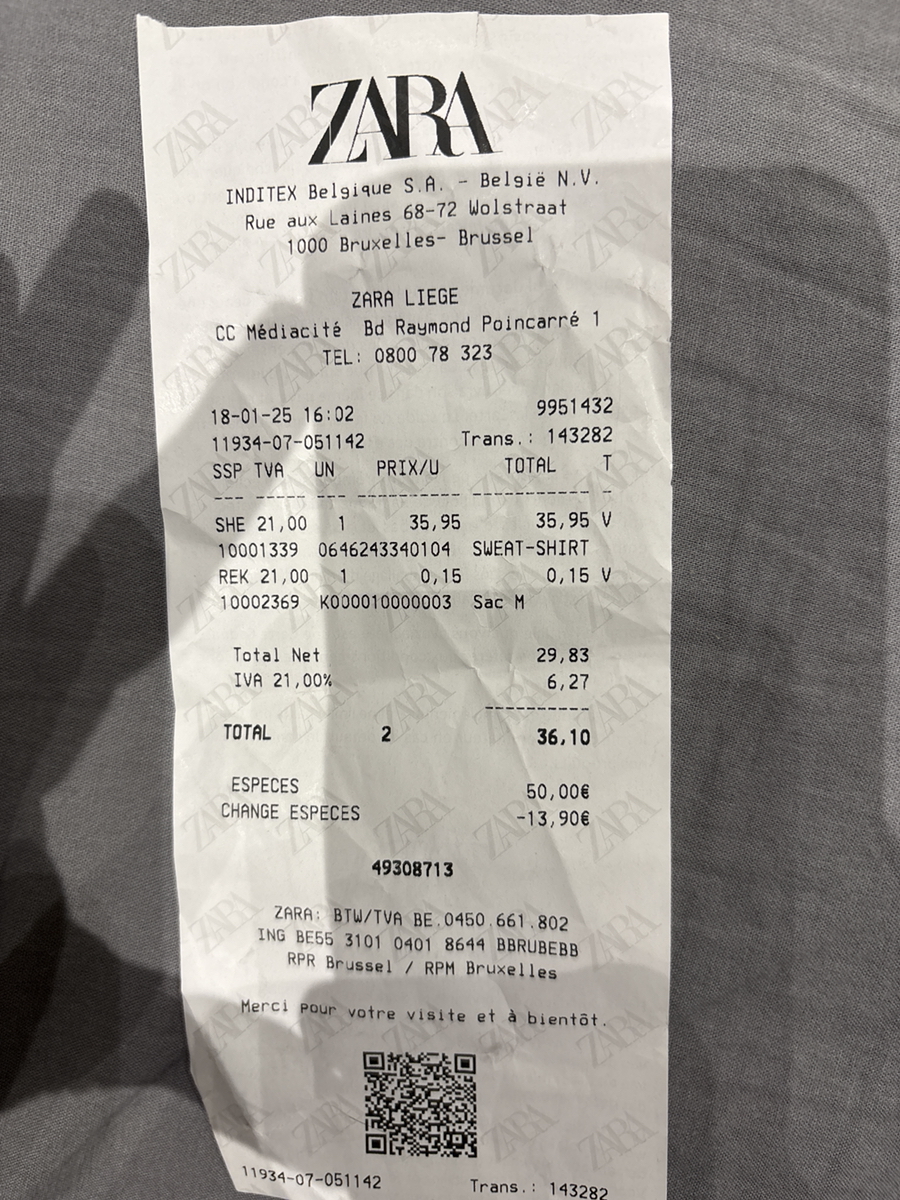 ZARA
INDITEX Belgique S.A. - België N.V.
Rue aux Laines 68-72 Wolstraat
1000 Bruxelles- Brussel
ZARA LIEGE
CC Médiacité Bd Raymond Poincarré 1
TEL: 0800 78 323
18-01-25 16:02 9951432
11934-07-051142 Trans.: 143282
SSP TVA UN PRIX/U TOTAL T
--- ----- --- ---------- ----------- -
SHE 21,00 1 35,95 35,95 V
10001339 0646243340104 SWEAT-SHIRT
REK 21,00 1 0,15 0,15 V
10002369 K000010000003 Sac M
Total Net 29,83
IVA 21,00% 6,27
----------
TOTAL 2 36,10
ESPECES 50,00€
CHANGE ESPECES -13,90€
49308713
ZARA: BTW/TVA BE.0450.661.802
ING BE55 3101 0401 8644 BBRUBEBB
RPR Brussel / RPM Bruxelles
Merci pour votre visite et à bientôt.
11934-07-051142 Trans.: 143282